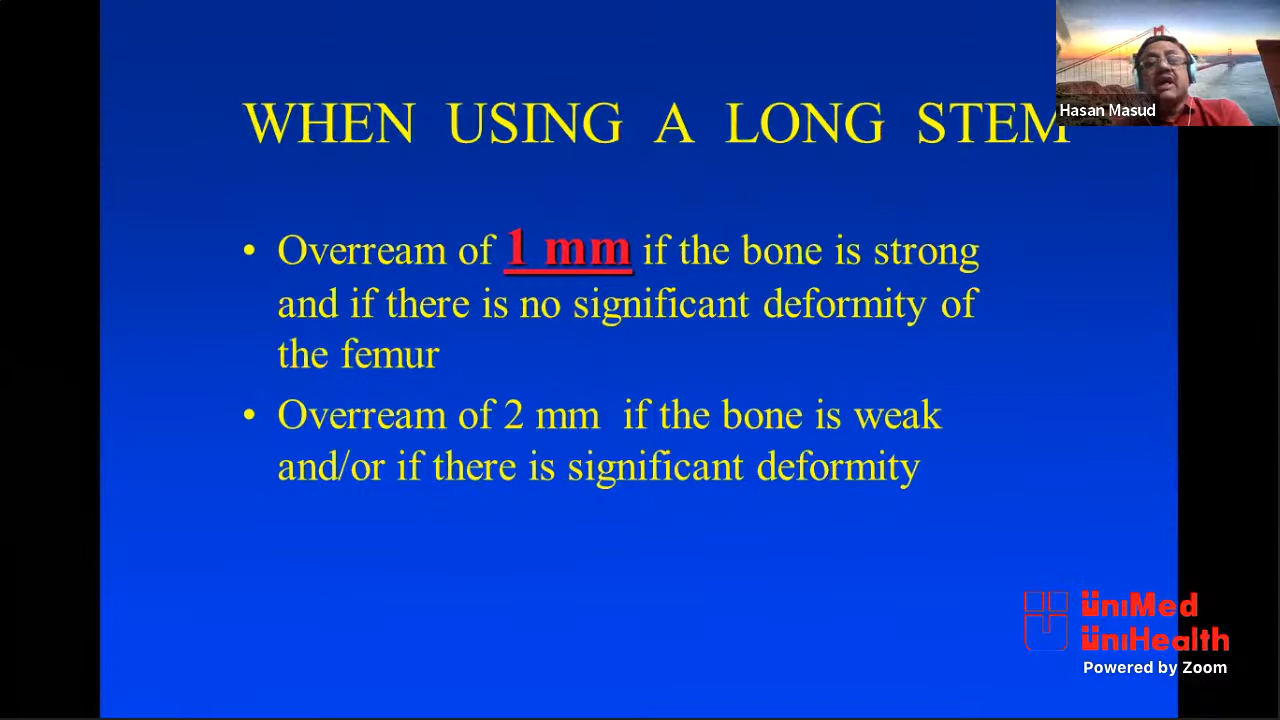 WHEN USING A LONG STEM
Hasan Masud
• Overream of 1 mm if the bone is strong
and if there is no significant deformity of
the femur
• Overream of 2 mm if the bone is weak
and/or if there is significant deformity
üniMed
üniHealth
Powered by Zoom